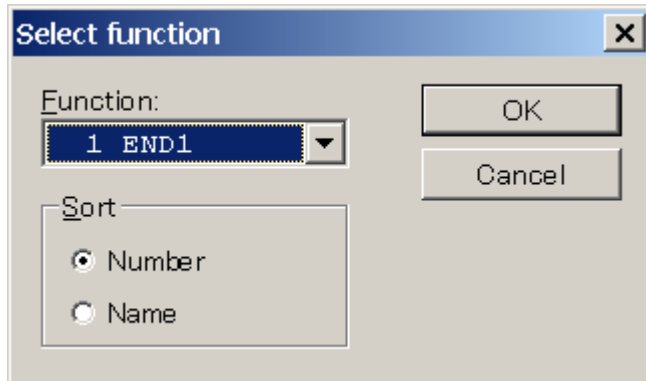 Select function
Function:
1 END1
OK
Cancel
Sort
Number
Name